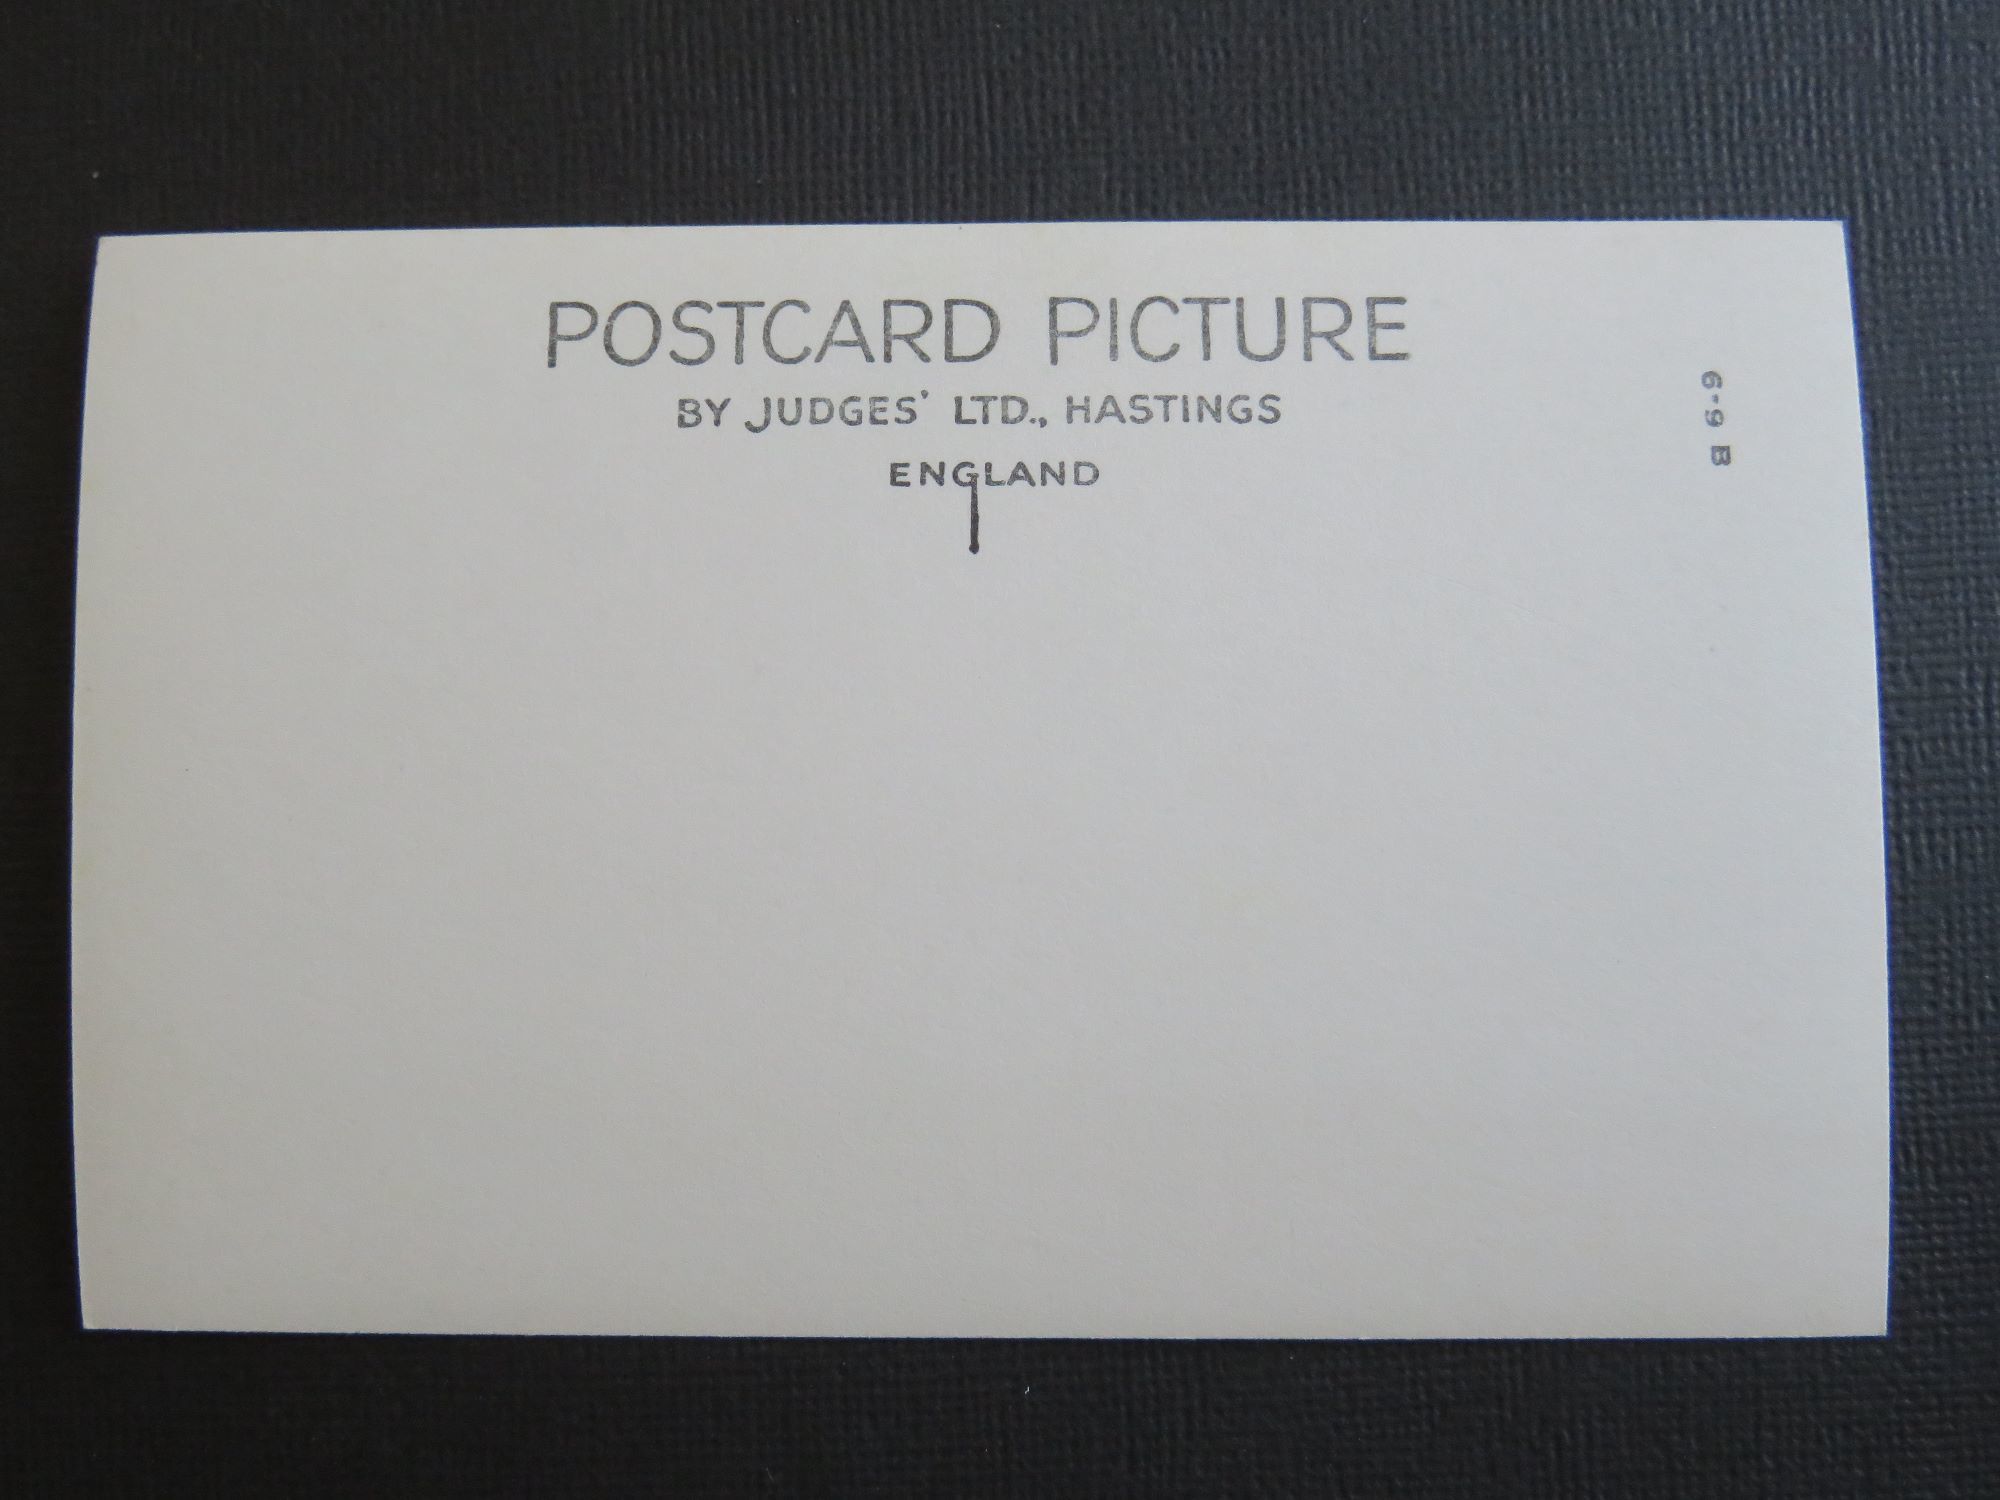 POSTCARD PICTURE
BY JUDGES' LTD., HASTINGS
ENGLAND
6-9 B